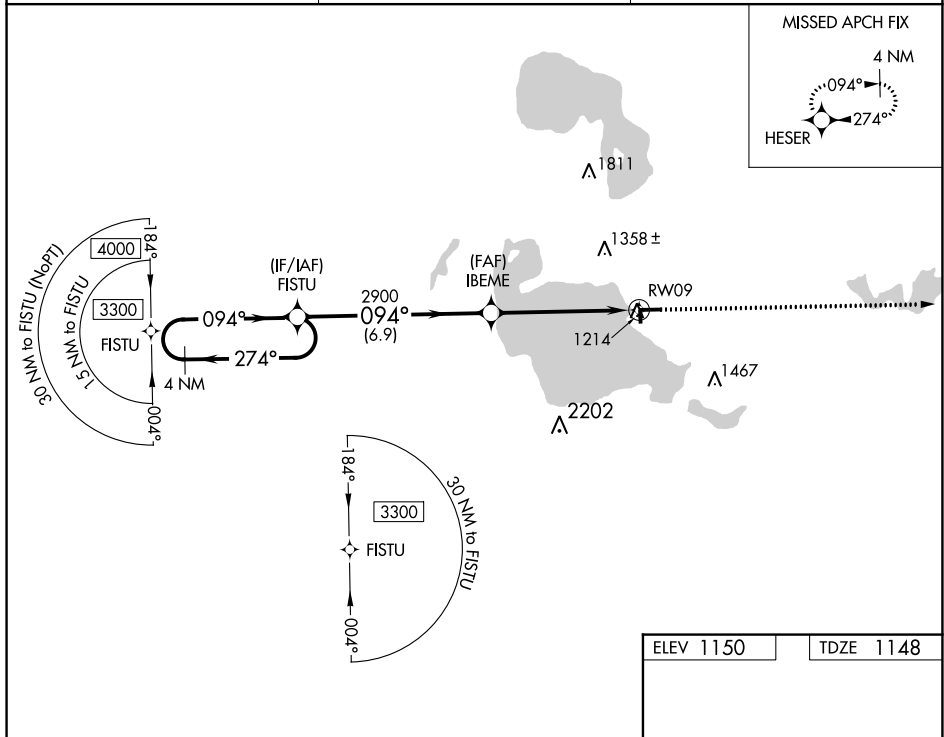 MISSED APCH FIX
4 NM
094°
274°
HESER
1811
1358 ±
30 NM to FISTU (NoPT)
15 NM to FISTU
4000
184°
3300
FISTU
004°
(IF/IAF)
FISTU
094°
274°
4 NM
2900
094°
(6.9)
(FAF)
IBEME
RW09
1214
1467
2202
184°
3300
FISTU
30 NM to FISTU
004°
ELEV 1150
TDZE 1148